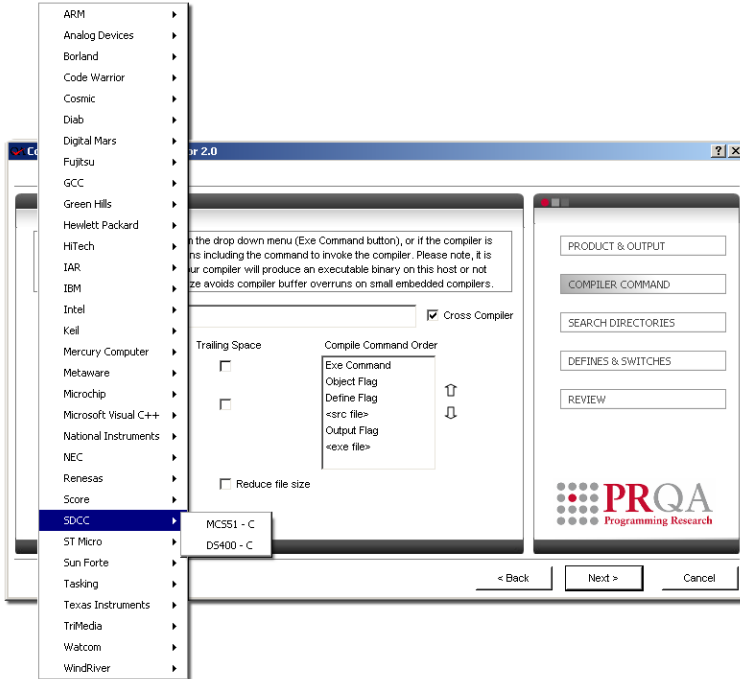 ARM
Analog Devices
Borland
Code Warrior
Cosmic
Diab
Digital Mars
Fujitsu
GCC
Green Hills
Hewlett Packard
HiTech
IAR
IBM
Intel
Keil
Mercury Computer
Metaware
Microchip
Microsoft Visual C++
National Instruments
NEC
Renesas
Score
SDCC
ST Micro
Sun Forte
Tasking
Texas Instruments
TriMedia
Watcom
WindRiver
MCS51 - C
DS400 - C
Co
or 2.0
the drop down menu (Exe Command button), or if the compiler is
including the command to invoke the compiler. Please note, it is
compiler will produce an executable binary on this host or not
avoids compiler buffer overruns on small embedded compilers.
Cross Compiler
Trailing Space
Compile Command Order
Exe Command
Object Flag
Define Flag
<src file>
Output Flag
<exe file>
Reduce file size
PRODUCT & OUTPUT
COMPILER COMMAND
SEARCH DIRECTORIES
DEFINES & SWITCHES
REVIEW
PRQA
Programming Research
< Back
Next >
Cancel